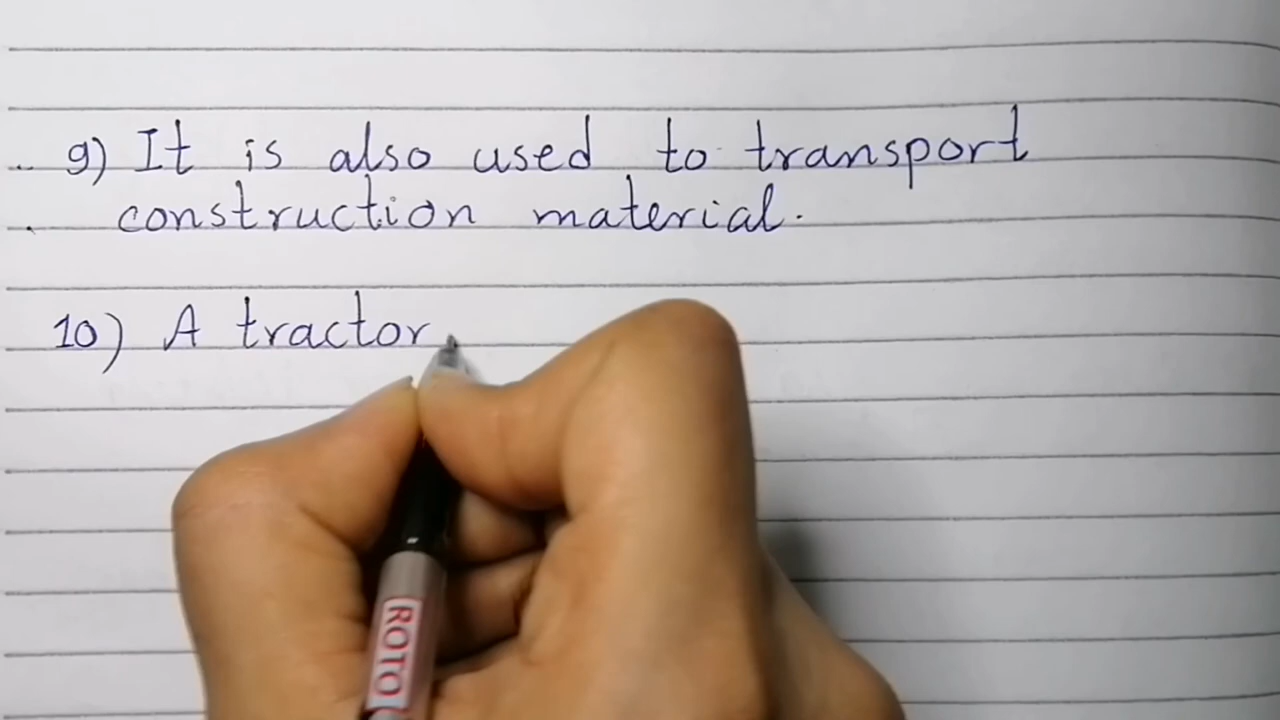 9) It is also used to transport
construction material.
10) A tractor
ROTO